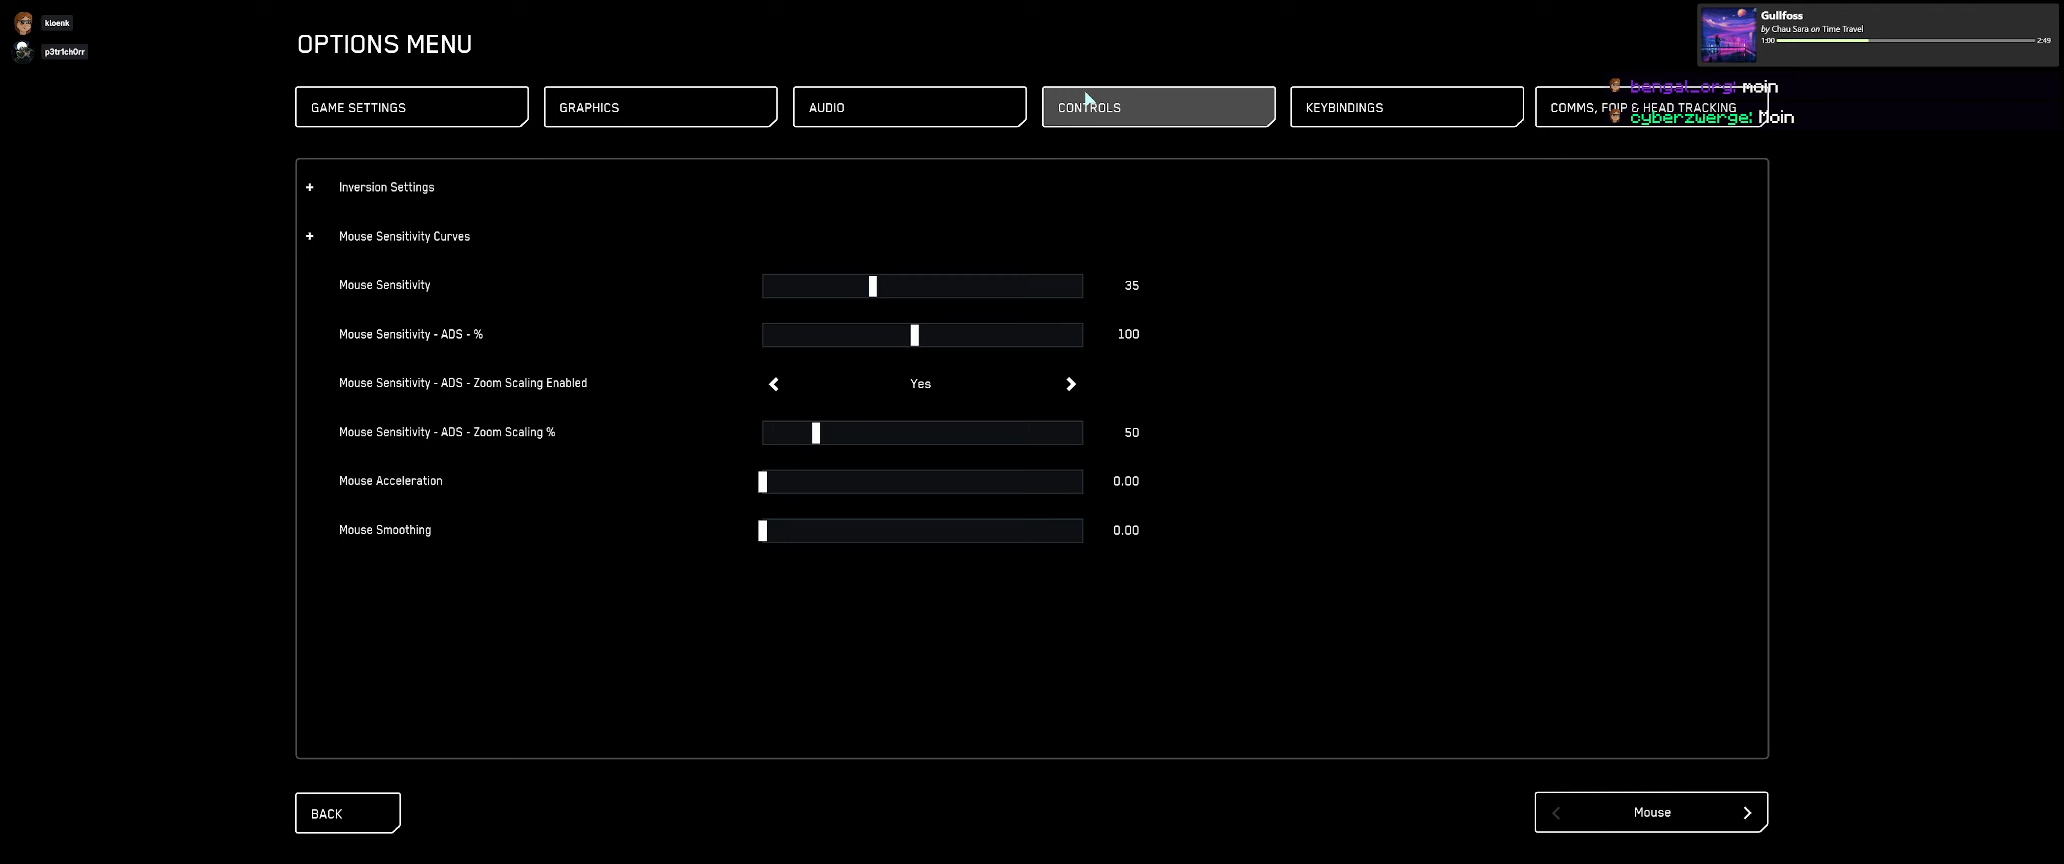 kloenk
p3tr1ch0rr
OPTIONS MENU
Gullfoss
by Chau Sara on Time Travel
1:00 2:49
bengal_org: moin
cyberzwerge: Moin
GAME SETTINGS
GRAPHICS
AUDIO
CONTROLS
KEYBINDINGS
COMMS, FOIP & HEAD TRACKING
+ Inversion Settings
+ Mouse Sensitivity Curves
Mouse Sensitivity 35
Mouse Sensitivity - ADS - % 100
Mouse Sensitivity - ADS - Zoom Scaling Enabled Yes
Mouse Sensitivity - ADS - Zoom Scaling % 50
Mouse Acceleration 0.00
Mouse Smoothing 0.00
BACK
Mouse